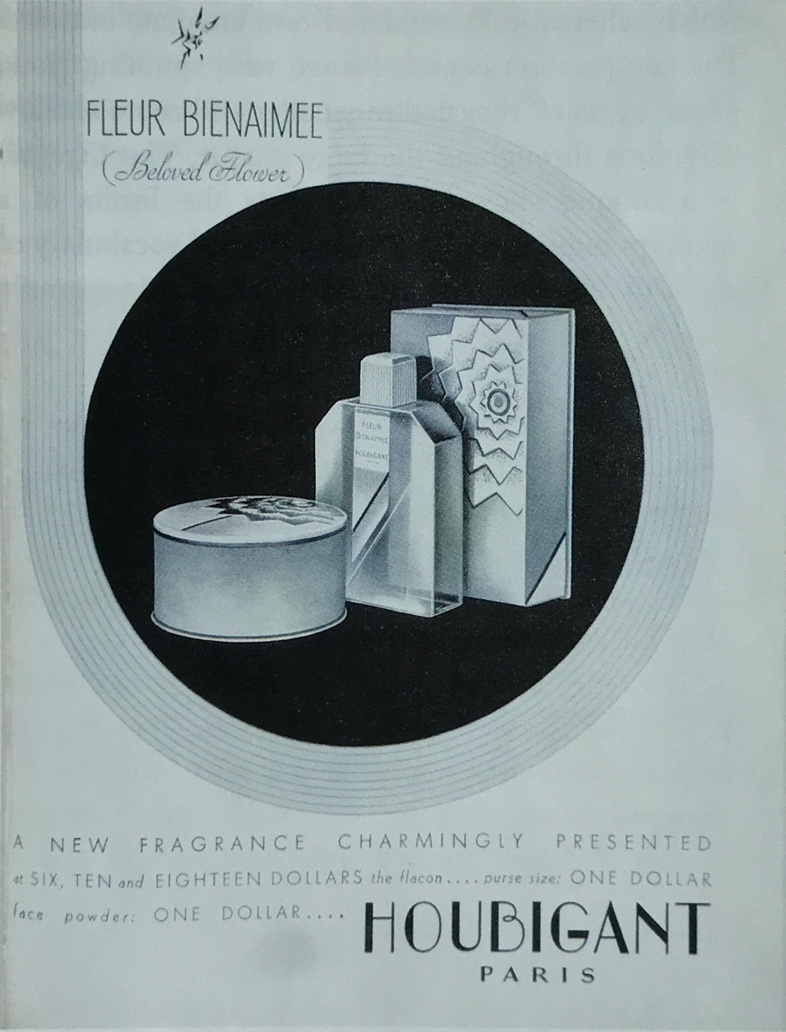 FLEUR BIENAIMEE
(Beloved Flower)
FLEUR
BIENAIMEE
HOUBIGANT
A NEW FRAGRANCE CHARMINGLY PRESENTED
at SIX, TEN and EIGHTEEN DOLLARS the flacon .... purse size: ONE DOLLAR
face powder: ONE DOLLAR....
HOUBIGANT
PARIS